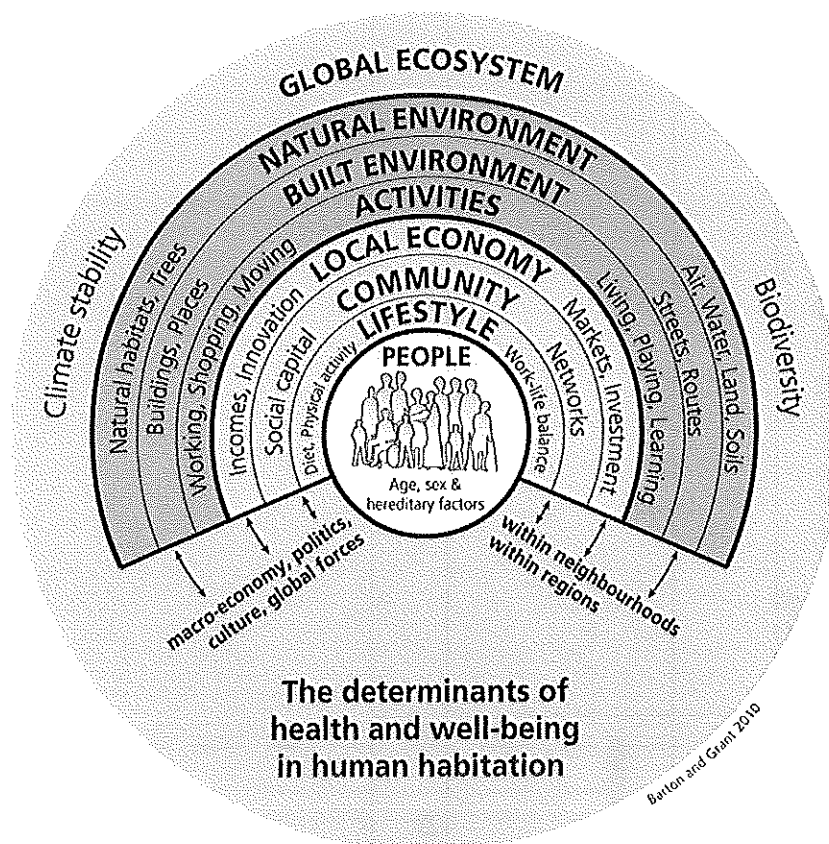 GLOBAL ECOSYSTEM
NATURAL ENVIRONMENT
BUILT ENVIRONMENT
ACTIVITIES
LOCAL ECONOMY
COMMUNITY
LIFESTYLE
PEOPLE
Age, sex &
hereditary factors
Climate stability
Natural habitats, Trees
Buildings, Places
Working, Shopping, Moving
Incomes, Innovation
Social capital
Diet, Physical activity
Work-life balance
Networks
Markets, Investment
Living, Playing, Learning
Streets, Routes
Air, Water, Land, Soils
Biodiversity
macro-economy, politics,
culture, global forces
within neighbourhoods
within regions
The determinants of
health and well-being
in human habitation
Barton and Grant 2010